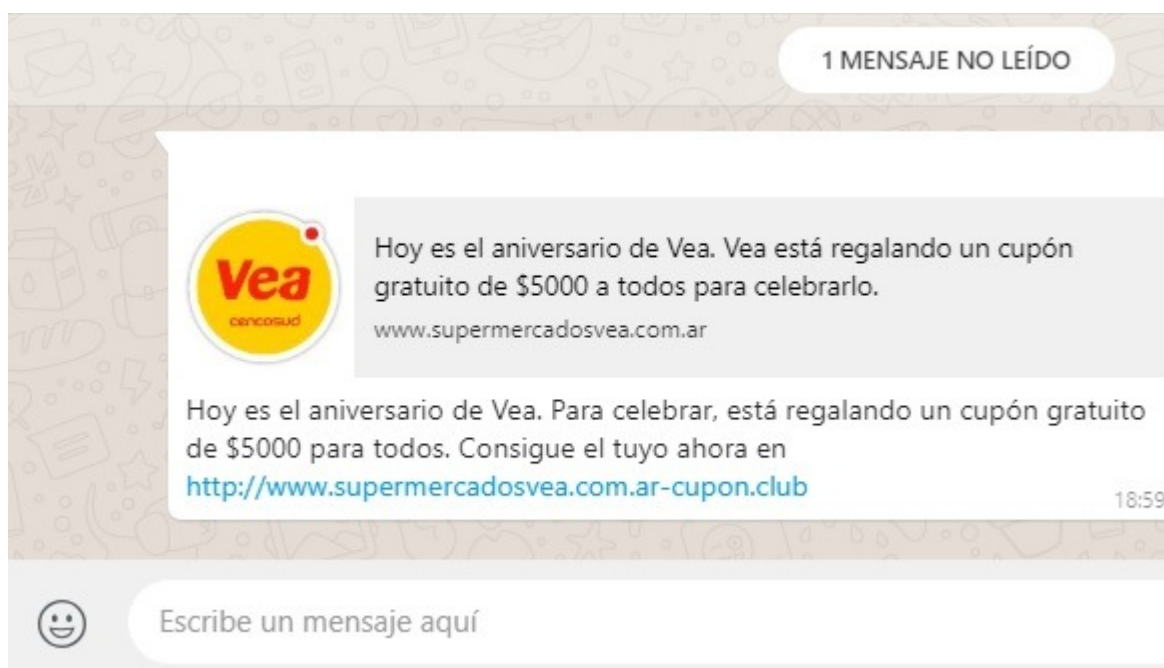 1 MENSAJE NO LEÍDO
Vea
cencosud
Hoy es el aniversario de Vea. Vea está regalando un cupón
gratuito de $5000 a todos para celebrarlo.
www.supermercadosvea.com.ar
Hoy es el aniversario de Vea. Para celebrar, está regalando un cupón gratuito
de $5000 para todos. Consigue el tuyo ahora en
http://www.supermercadosvea.com.ar-cupon.club
18:59
Escribe un mensaje aquí